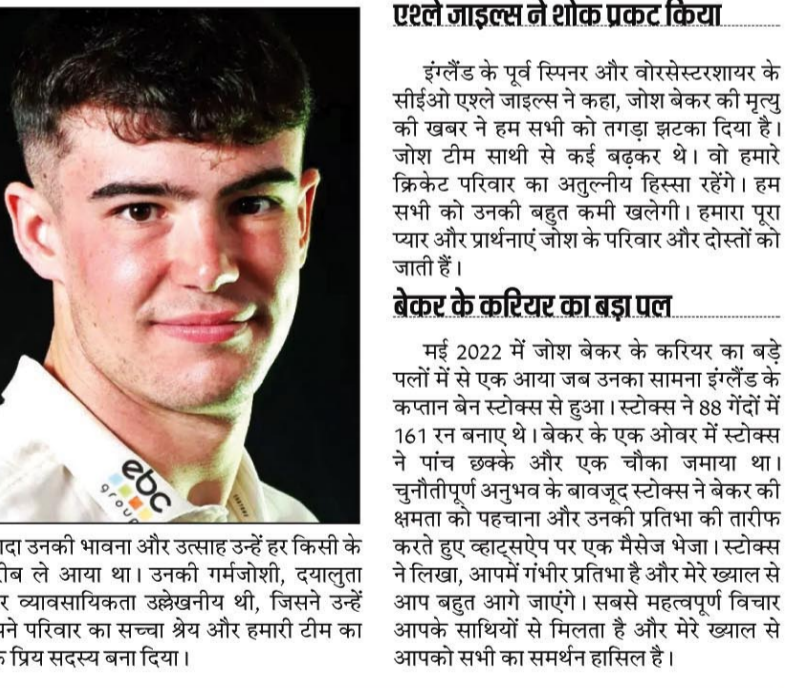 ebc
group
उनकी भावना और उत्साह उन्हें हर किसी के
ले आया था। उनकी गर्मजोशी, दयालुता
व्यावसायिकता उल्लेखनीय थी, जिसने उन्हें
परिवार का सच्चा श्रेय और हमारी टीम का
प्रिय सदस्य बना दिया।
एश्ले जाइल्स ने शोक प्रकट किया
इंग्लैंड के पूर्व स्पिनर और वोरसेस्टरशायर के
सीईओ एश्ले जाइल्स ने कहा, जोश बेकर की मृत्यु
की खबर ने हम सभी को तगड़ा झटका दिया है।
जोश टीम साथी से कई बढ़कर थे। वो हमारे
क्रिकेट परिवार का अतुल्नीय हिस्सा रहेंगे। हम
सभी को उनकी बहुत कमी खलेगी। हमारा पूरा
प्यार और प्रार्थनाएं जोश के परिवार और दोस्तों को
जाती हैं।
बेकर के करियर का बड़ा पल
मई 2022 में जोश बेकर के करियर का बड़े
पलों में से एक आया जब उनका सामना इंग्लैंड के
कप्तान बेन स्टोक्स से हुआ। स्टोक्स ने 88 गेंदों में
161 रन बनाए थे। बेकर के एक ओवर में स्टोक्स
ने पांच छक्के और एक चौका जमाया था।
चुनौतीपूर्ण अनुभव के बावजूद स्टोक्स ने बेकर की
क्षमता को पहचाना और उनकी प्रतिभा की तारीफ
करते हुए व्हाट्सऐप पर एक मैसेज भेजा। स्टोक्स
ने लिखा, आपमें गंभीर प्रतिभा है और मेरे ख्याल से
आप बहुत आगे जाएंगे। सबसे महत्वपूर्ण विचार
आपके साथियों से मिलता है और मेरे ख्याल से
आपको सभी का समर्थन हासिल है।